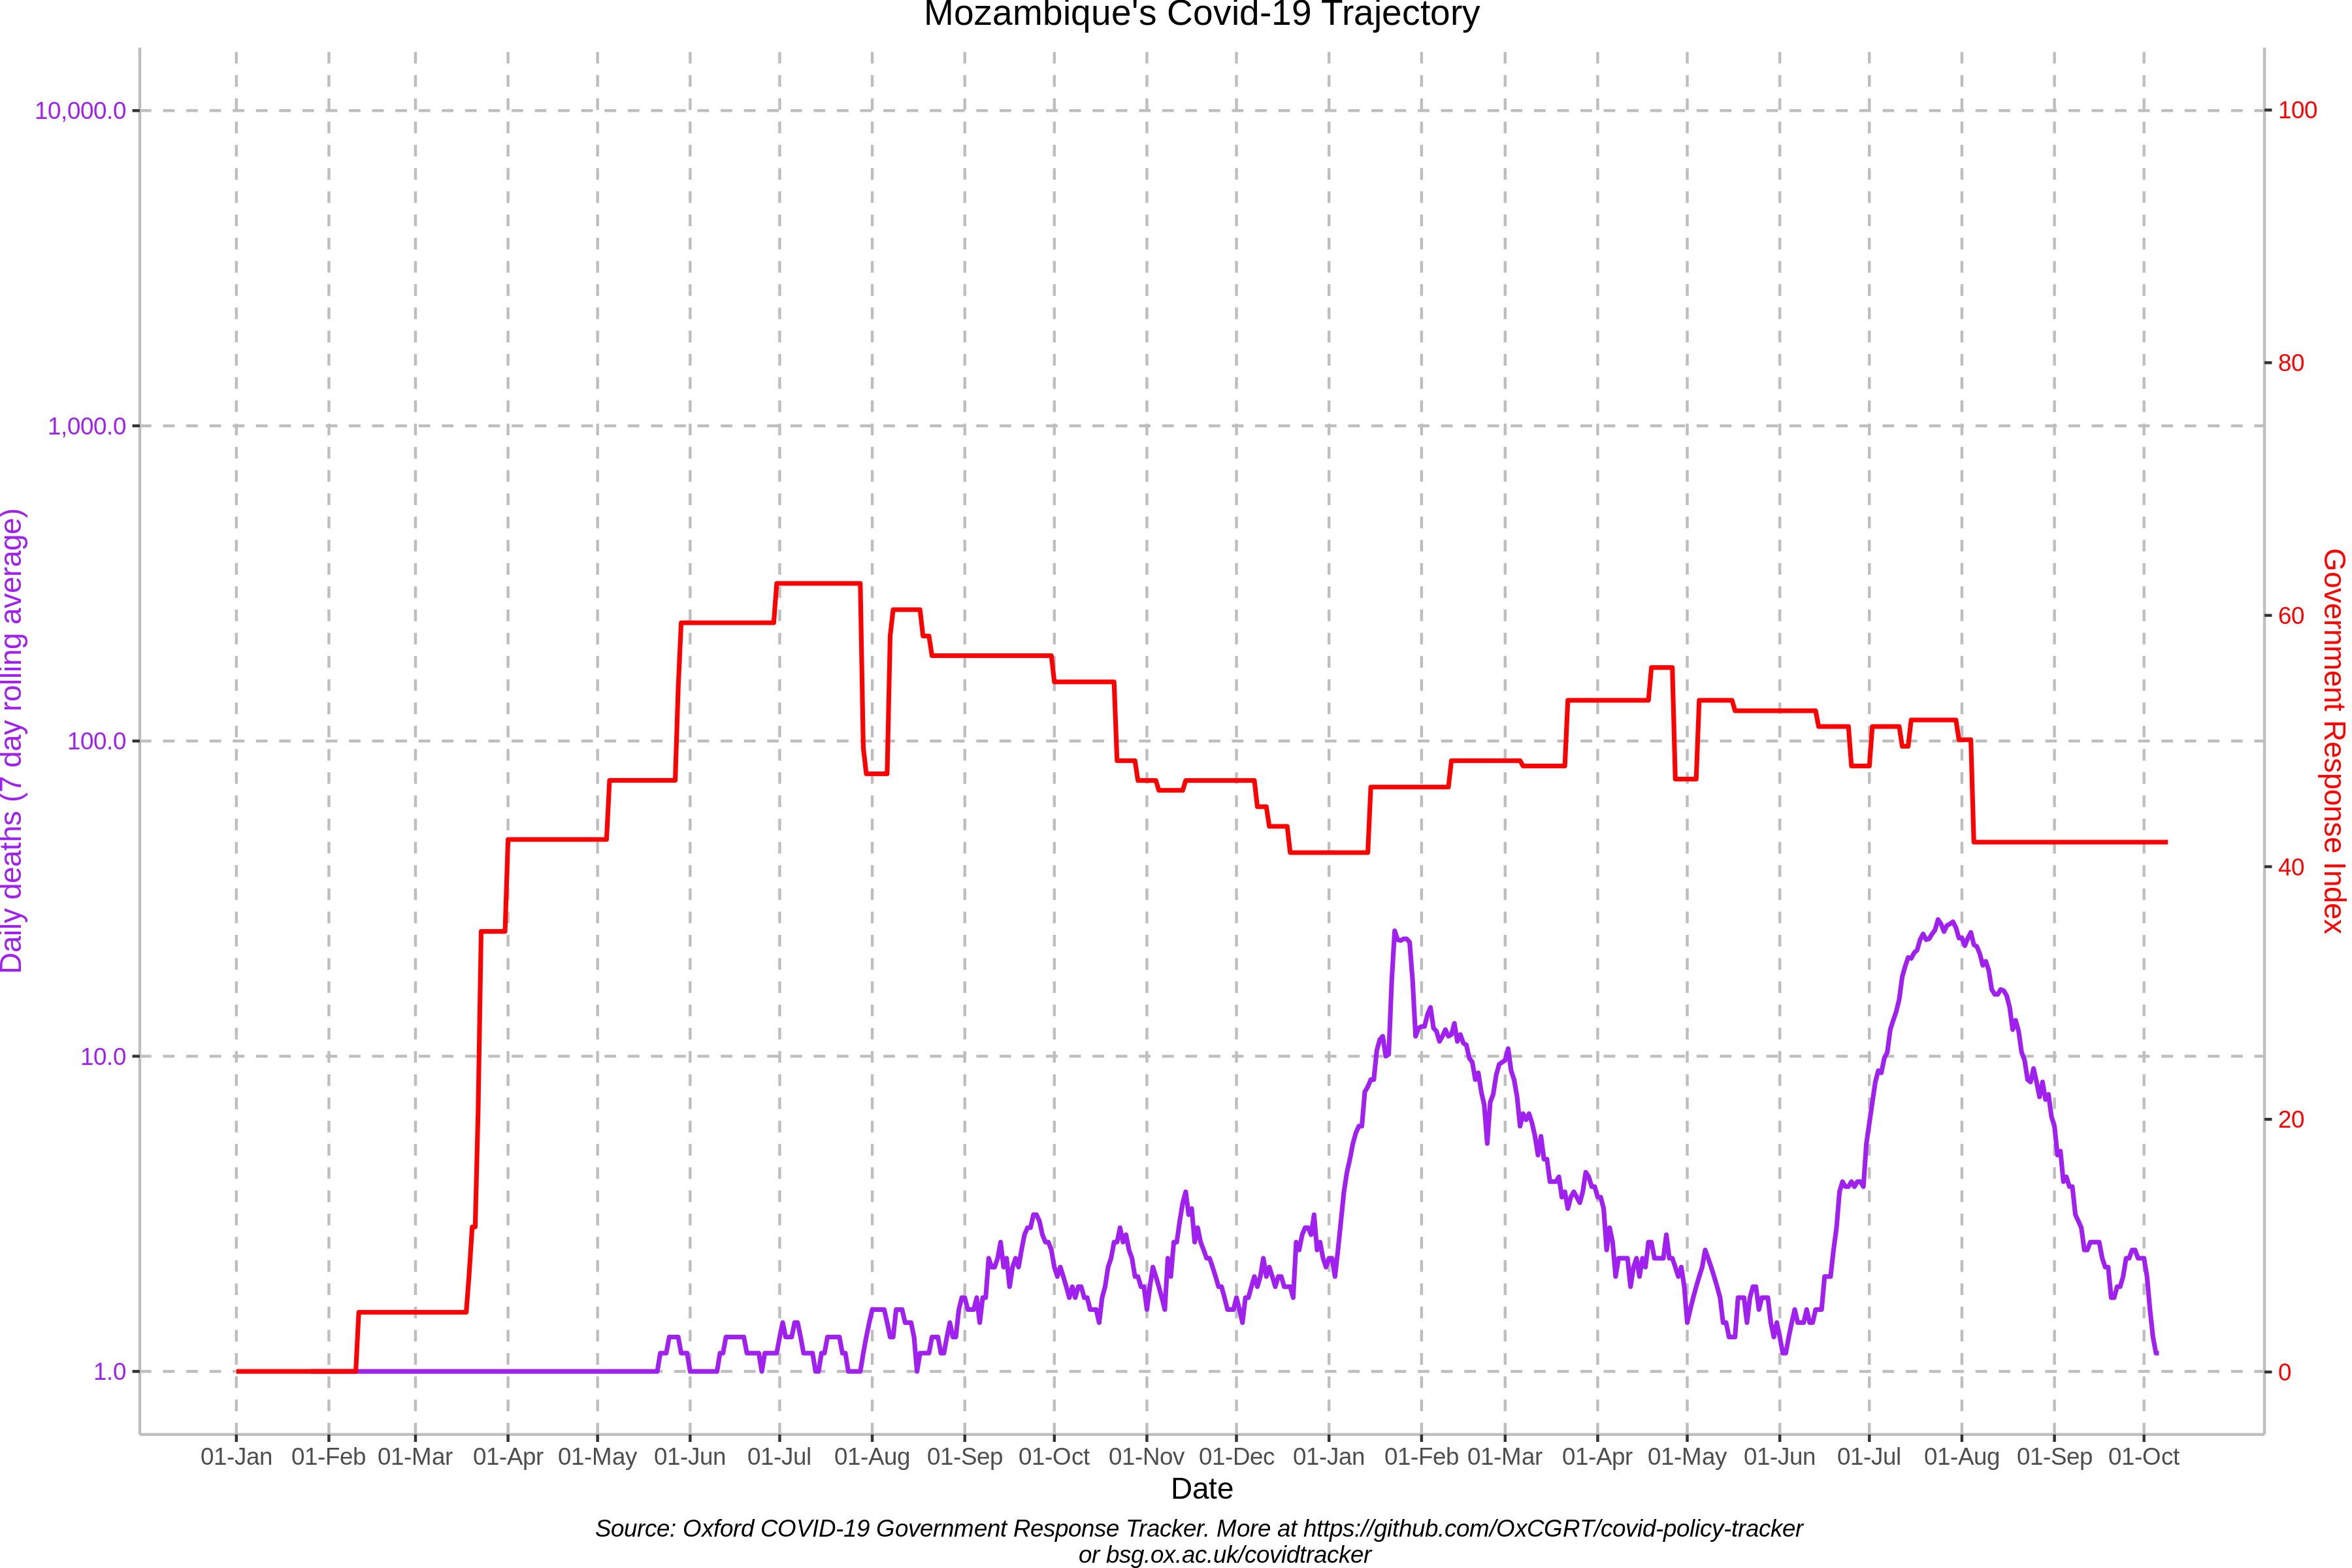 Mozambique's Covid-19 Trajectory
10,000.0
1,000.0
100.0
10.0
1.0
Daily deaths (7 day rolling average)
100
80
60
40
20
0
Government Response Index
01-Jan 01-Feb 01-Mar 01-Apr 01-May 01-Jun 01-Jul 01-Aug 01-Sep 01-Oct 01-Nov 01-Dec 01-Jan 01-Feb 01-Mar 01-Apr 01-May 01-Jun 01-Jul 01-Aug 01-Sep 01-Oct
Date
Source: Oxford COVID-19 Government Response Tracker. More at https://github.com/OxCGRT/covid-policy-tracker
or bsg.ox.ac.uk/covidtracker